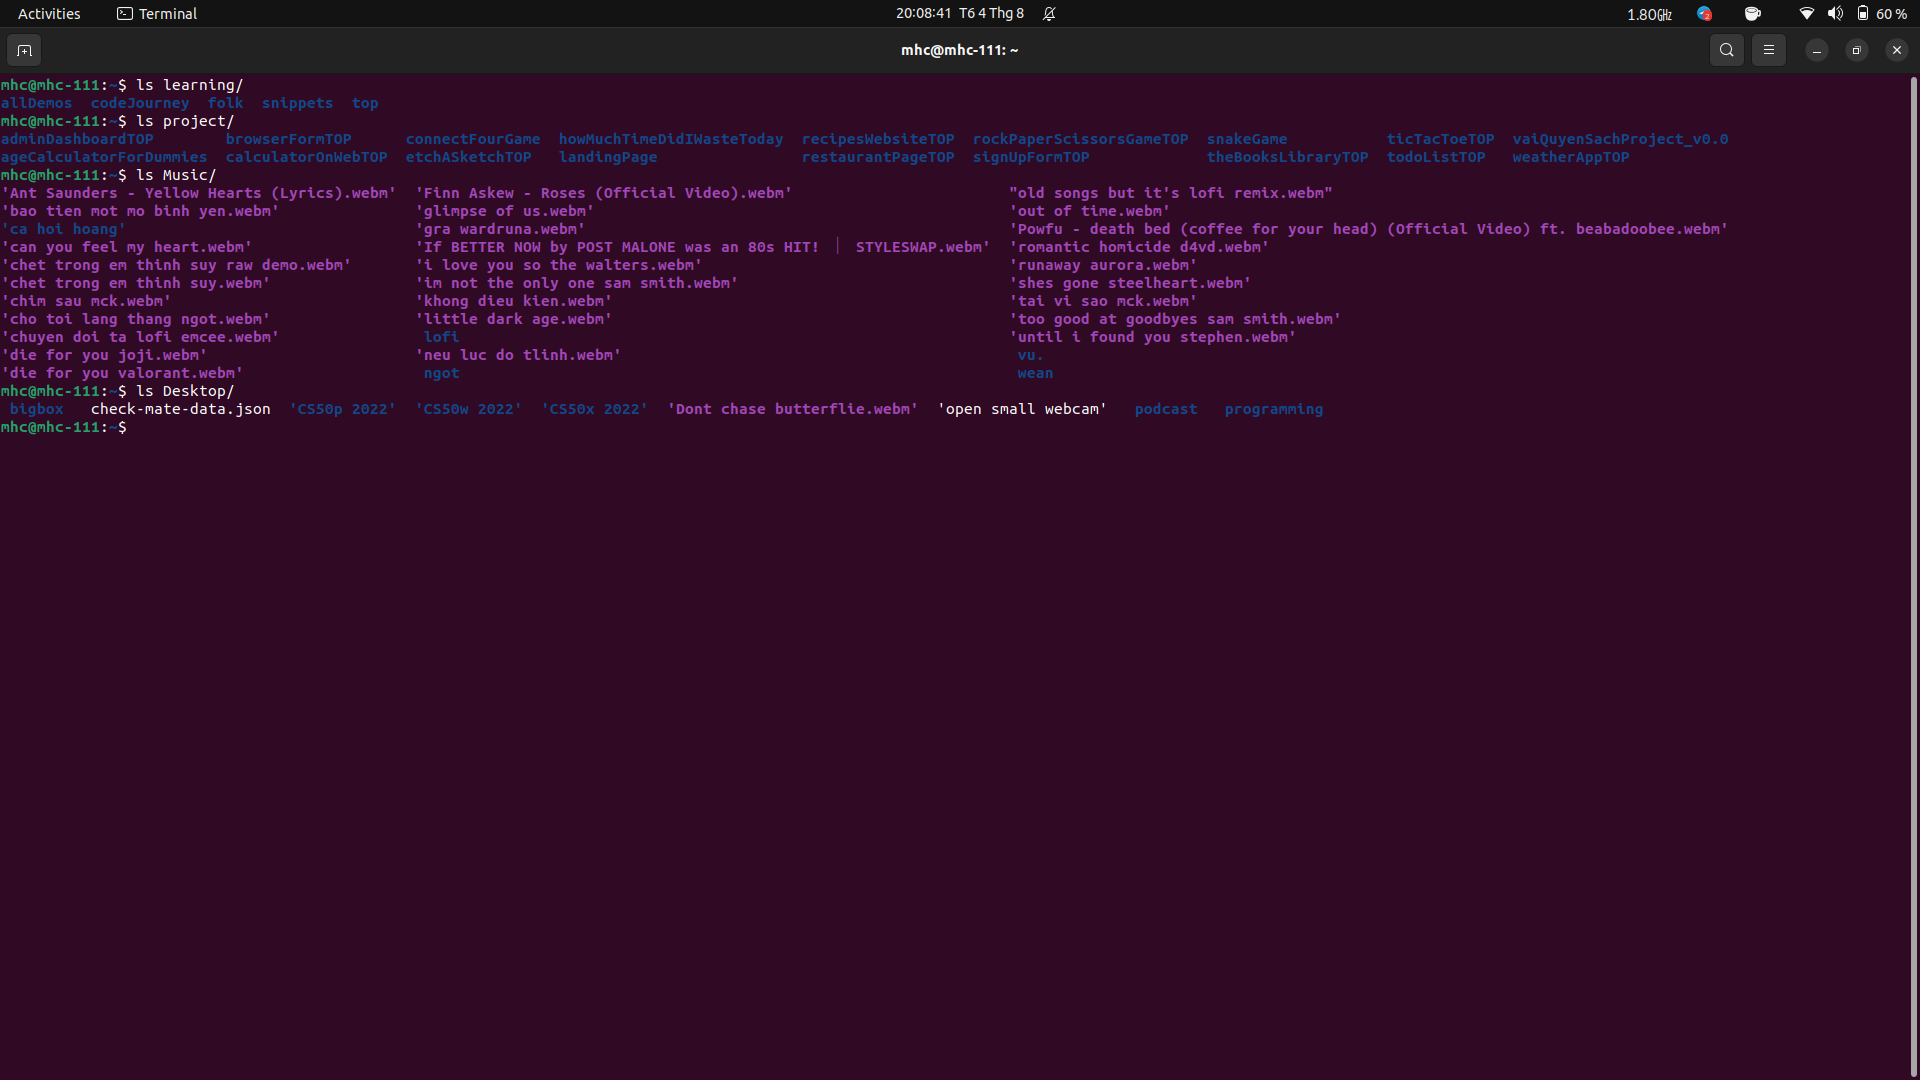 Activities Terminal 20:08:41 T6 4 Thg 8 1.80GHz 2 60 %
mhc@mhc-111: ~
mhc@mhc-111:~$ ls learning/
allDemos codeJourney folk snippets top
mhc@mhc-111:~$ ls project/
adminDashboardTOP browserFormTOP connectFourGame howMuchTimeDidIWasteToday recipesWebsiteTOP rockPaperScissorsGameTOP snakeGame ticTacToeTOP vaiQuyenSachProject_v0.0
ageCalculatorForDummies calculatorOnWebTOP etchASketchTOP landingPage restaurantPageTOP signUpFormTOP theBooksLibraryTOP todoListTOP weatherAppTOP
mhc@mhc-111:~$ ls Music/
'Ant Saunders - Yellow Hearts (Lyrics).webm' 'Finn Askew - Roses (Official Video).webm' "old songs but it's lofi remix.webm"
'bao tien mot mo binh yen.webm' 'glimpse of us.webm' 'out of time.webm'
'ca hoi hoang' 'gra wardruna.webm' 'Powfu - death bed (coffee for your head) (Official Video) ft. beabadoobee.webm'
'can you feel my heart.webm' 'If BETTER NOW by POST MALONE was an 80s HIT! │ STYLESWAP.webm' 'romantic homicide d4vd.webm'
'chet trong em thinh suy raw demo.webm' 'i love you so the walters.webm' 'runaway aurora.webm'
'chet trong em thinh suy.webm' 'im not the only one sam smith.webm' 'shes gone steelheart.webm'
'chim sau mck.webm' 'khong dieu kien.webm' 'tai vi sao mck.webm'
'cho toi lang thang ngot.webm' 'little dark age.webm' 'too good at goodbyes sam smith.webm'
'chuyen doi ta lofi emcee.webm' lofi 'until i found you stephen.webm'
'die for you joji.webm' 'neu luc do tlinh.webm' vu.
'die for you valorant.webm' ngot wean
mhc@mhc-111:~$ ls Desktop/
bigbox check-mate-data.json 'CS50p 2022' 'CS50w 2022' 'CS50x 2022' 'Dont chase butterflie.webm' 'open small webcam' podcast programming
mhc@mhc-111:~$